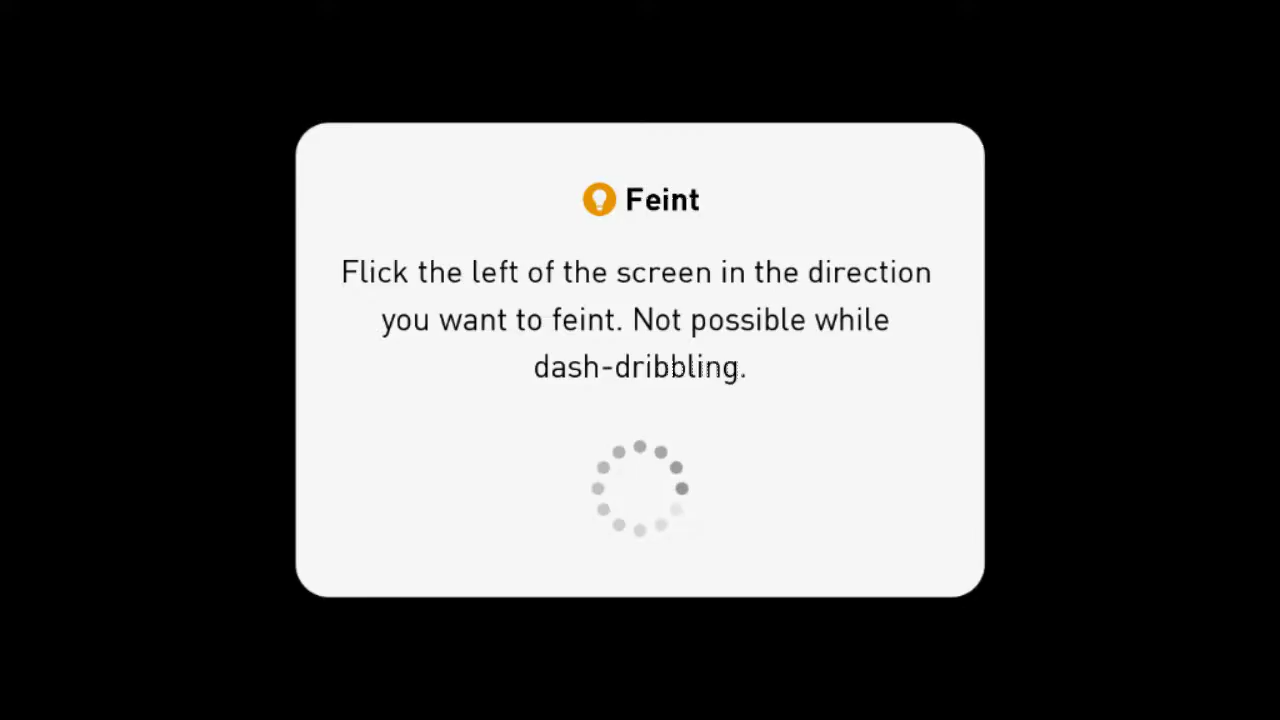 Feint
Flick the left of the screen in the direction
you want to feint. Not possible while
dash-dribbling.